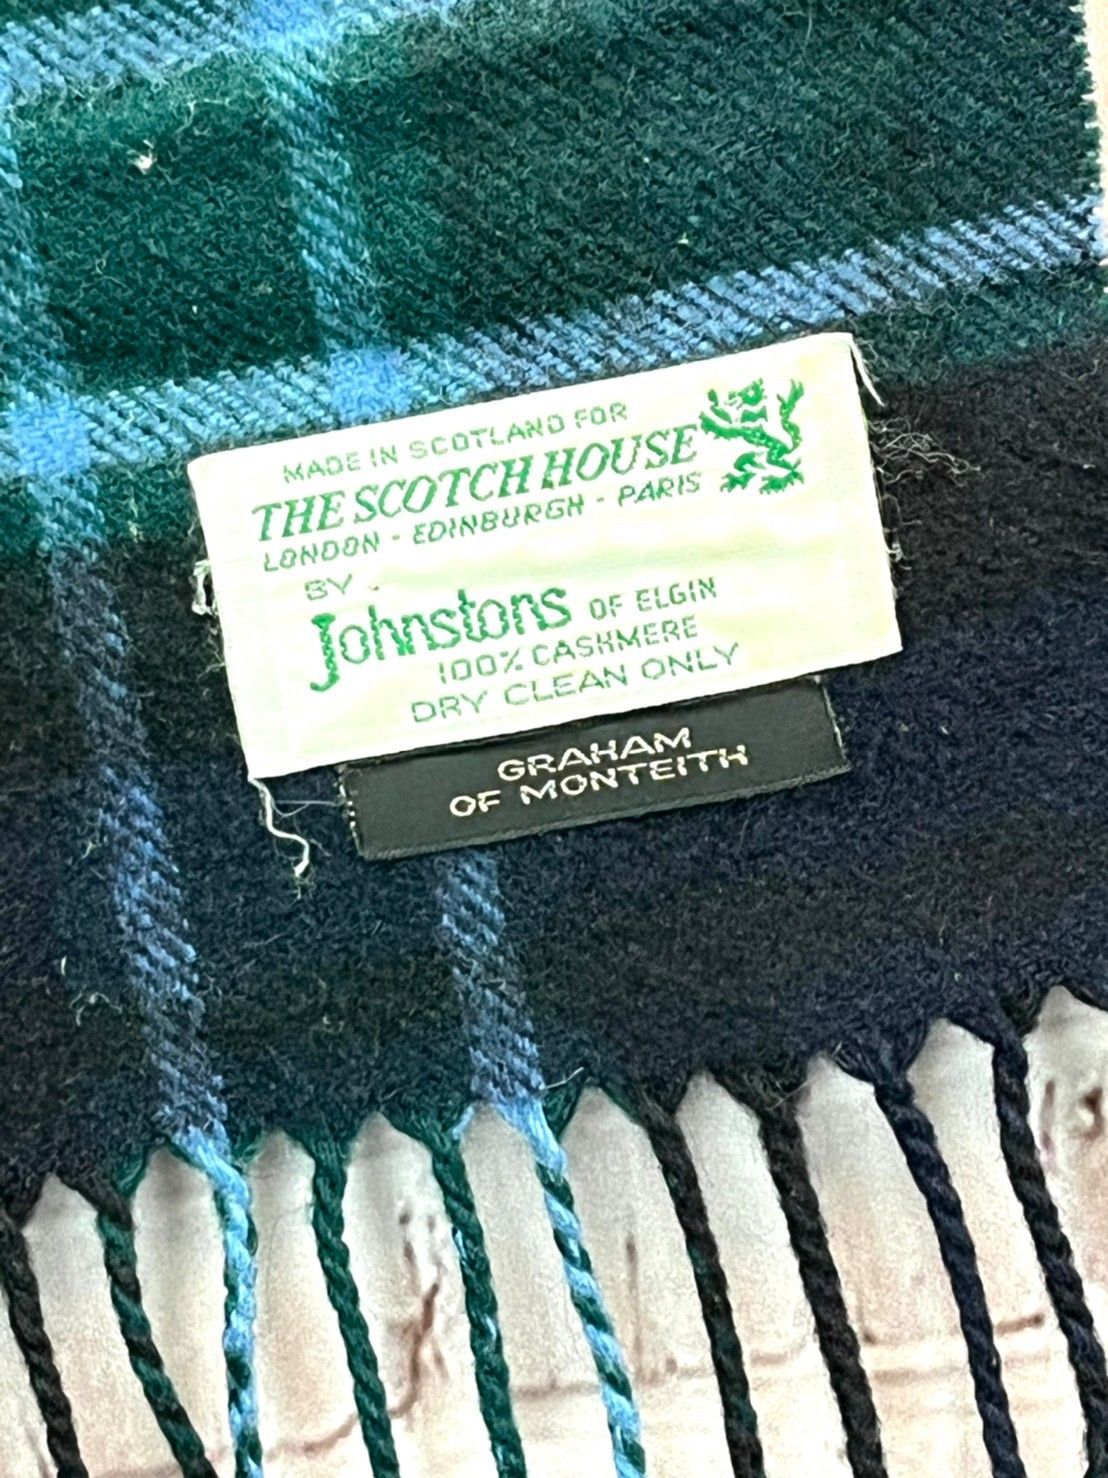 MADE IN SCOTLAND FOR
THE SCOTCH HOUSE
LONDON - EDINBURGH - PARIS
BY
Johnstons OF ELGIN
100% CASHMERE
DRY CLEAN ONLY
GRAHAM
OF MONTEITH